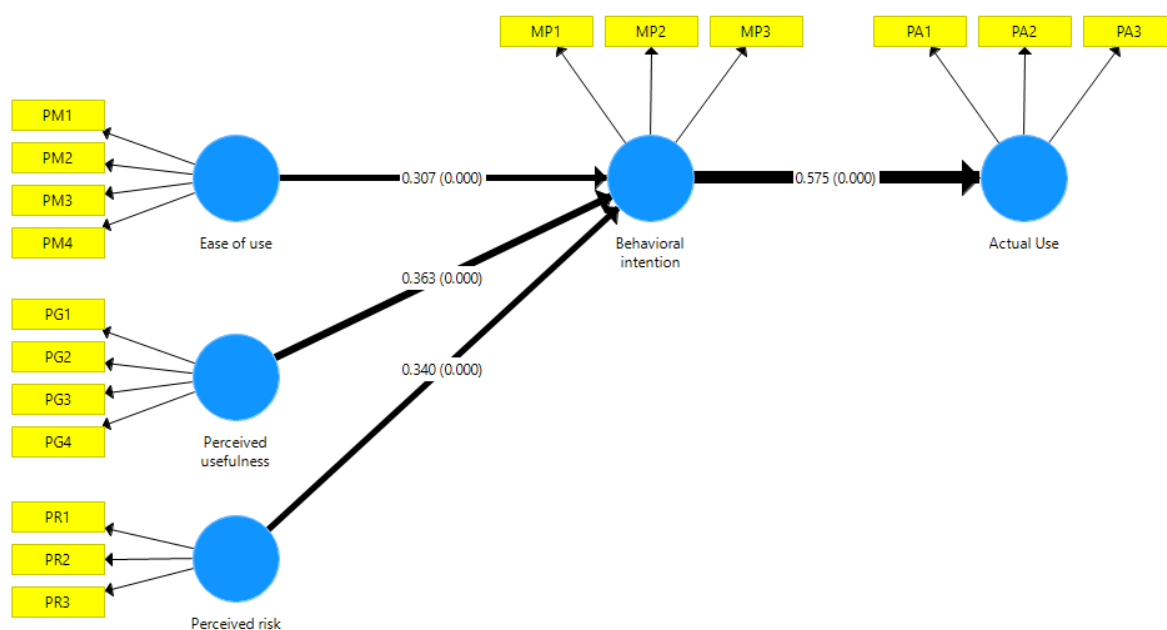 MP1
MP2
MP3
PA1
PA2
PA3
PM1
PM2
PM3
PM4
0.307 (0.000)
0.575 (0.000)
Ease of use
Behavioral
intention
Actual Use
0.363 (0.000)
PG1
PG2
PG3
PG4
0.340 (0.000)
Perceived
usefulness
PR1
PR2
PR3
Perceived risk